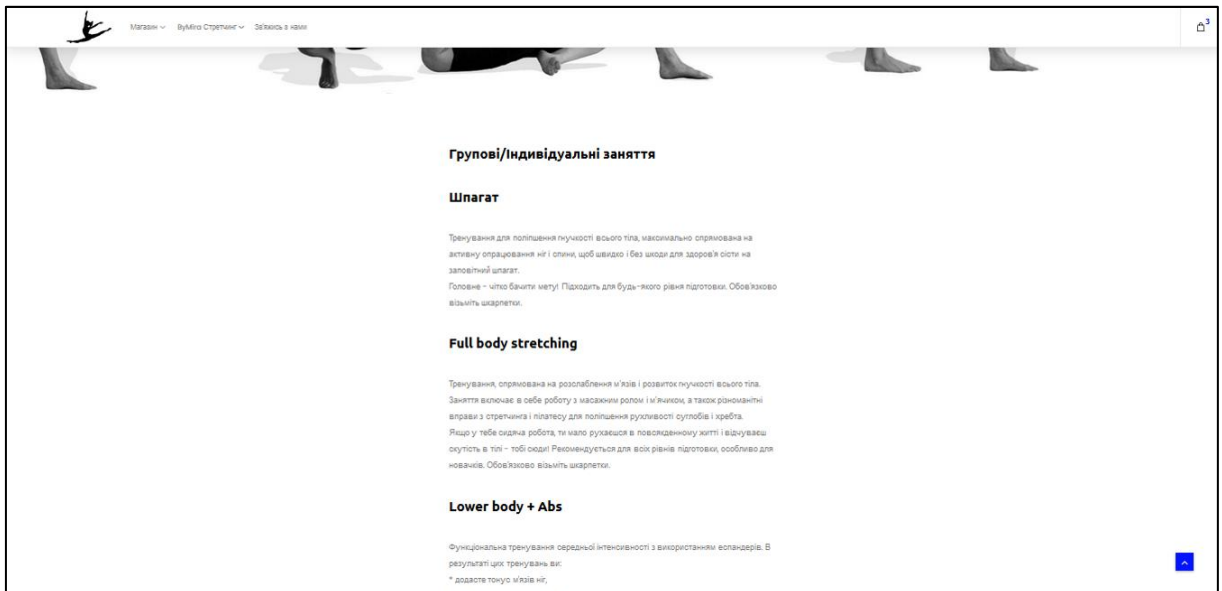 Магазин
ByMira Стретчинг
Зв'яжись з нами
3
Групові/Індивідуальні заняття
Шпагат
Тренування для поліпшення гнучкості всього тіла, максимально спрямована на
активну опрацювання ніг і спини, щоб швидко і без шкоди для здоров'я сісти на
заповітний шпагат.
Головне - чітко бачити мету! Підходить для будь-якого рівня підготовки. Обов'язково
візьміть шкарпетки.
Full body stretching
Тренування, спрямована на розслаблення м'язів і розвиток гнучкості всього тіла.
Заняття включає в себе роботу з масажним ролом і м'ячиком, а також різноманітні
вправи з стретчинга і пілатесу для поліпшення рухливості суглобів і хребта.
Якщо у тебе сидяча робота, ти мало рухаєшся в повсякденному житті і відчуваєш
скутість в тілі - тобі сюди! Рекомендується для всіх рівнів підготовки, особливо для
новачків. Обов'язково візьміть шкарпетки.
Lower body + Abs
Функціональна тренування середньої інтенсивності з використанням еспандерів. В
результаті цих тренувань ви:
* додасте тонус м'язів ніг,